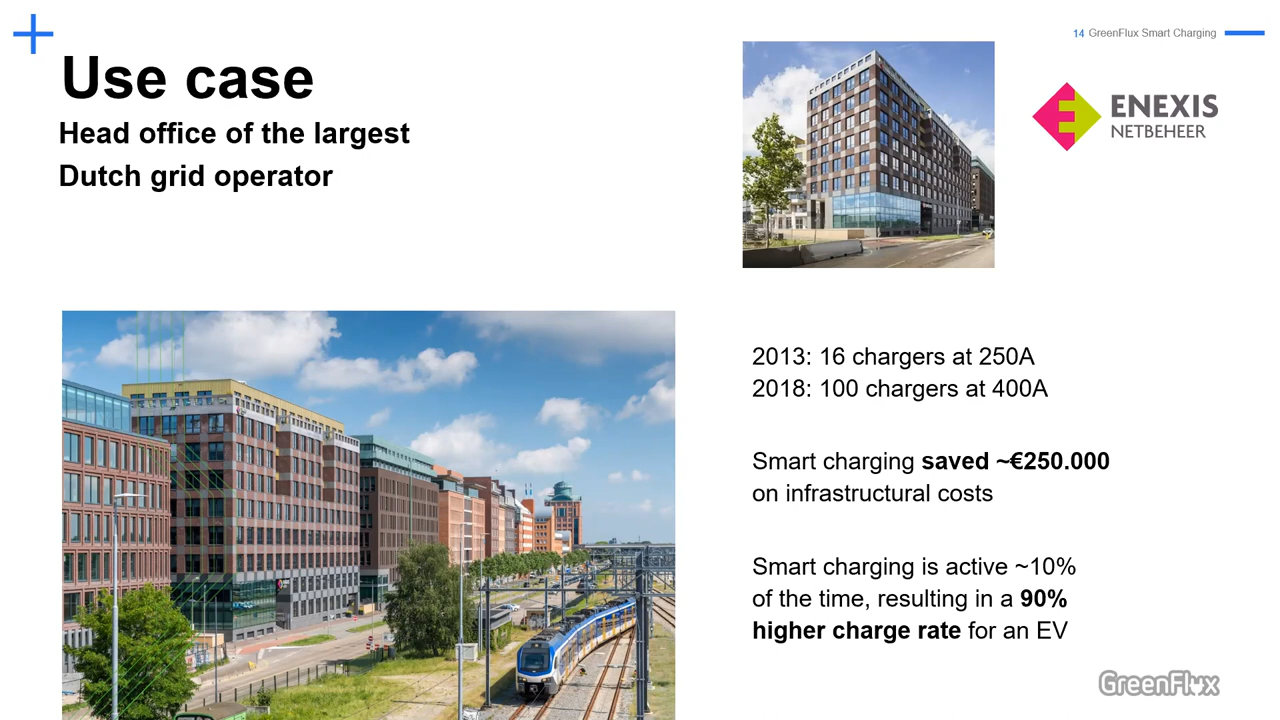 14 GreenFlux Smart Charging
Use case
Head office of the largest
Dutch grid operator
ENEXIS
NETBEHEER
2013: 16 chargers at 250A
2018: 100 chargers at 400A
Smart charging saved ~€250.000
on infrastructural costs
Smart charging is active ~10%
of the time, resulting in a 90%
higher charge rate for an EV
GreenFlux